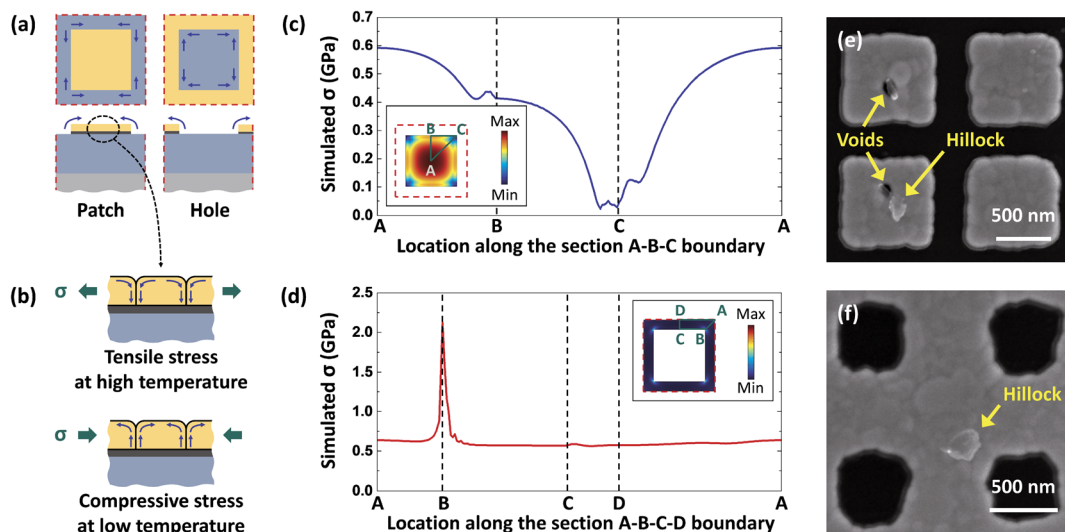 (a)
Patch
Hole
(b)
σ
Tensile stress
at high temperature
σ
Compressive stress
at low temperature
(c)
Simulated σ (GPa)
0.7
0.6
0.5
0.4
0.3
0.2
0.1
0.0
B
C
A
Max
Min
A
B
C
A
Location along the section A-B-C boundary
(d)
Simulated σ (GPa)
2.5
2.0
1.5
1.0
0.5
0.0
D
A
C
B
Max
Min
A
B
C
D
A
Location along the section A-B-C-D boundary
(e)
Voids
Hillock
500 nm
(f)
Hillock
500 nm